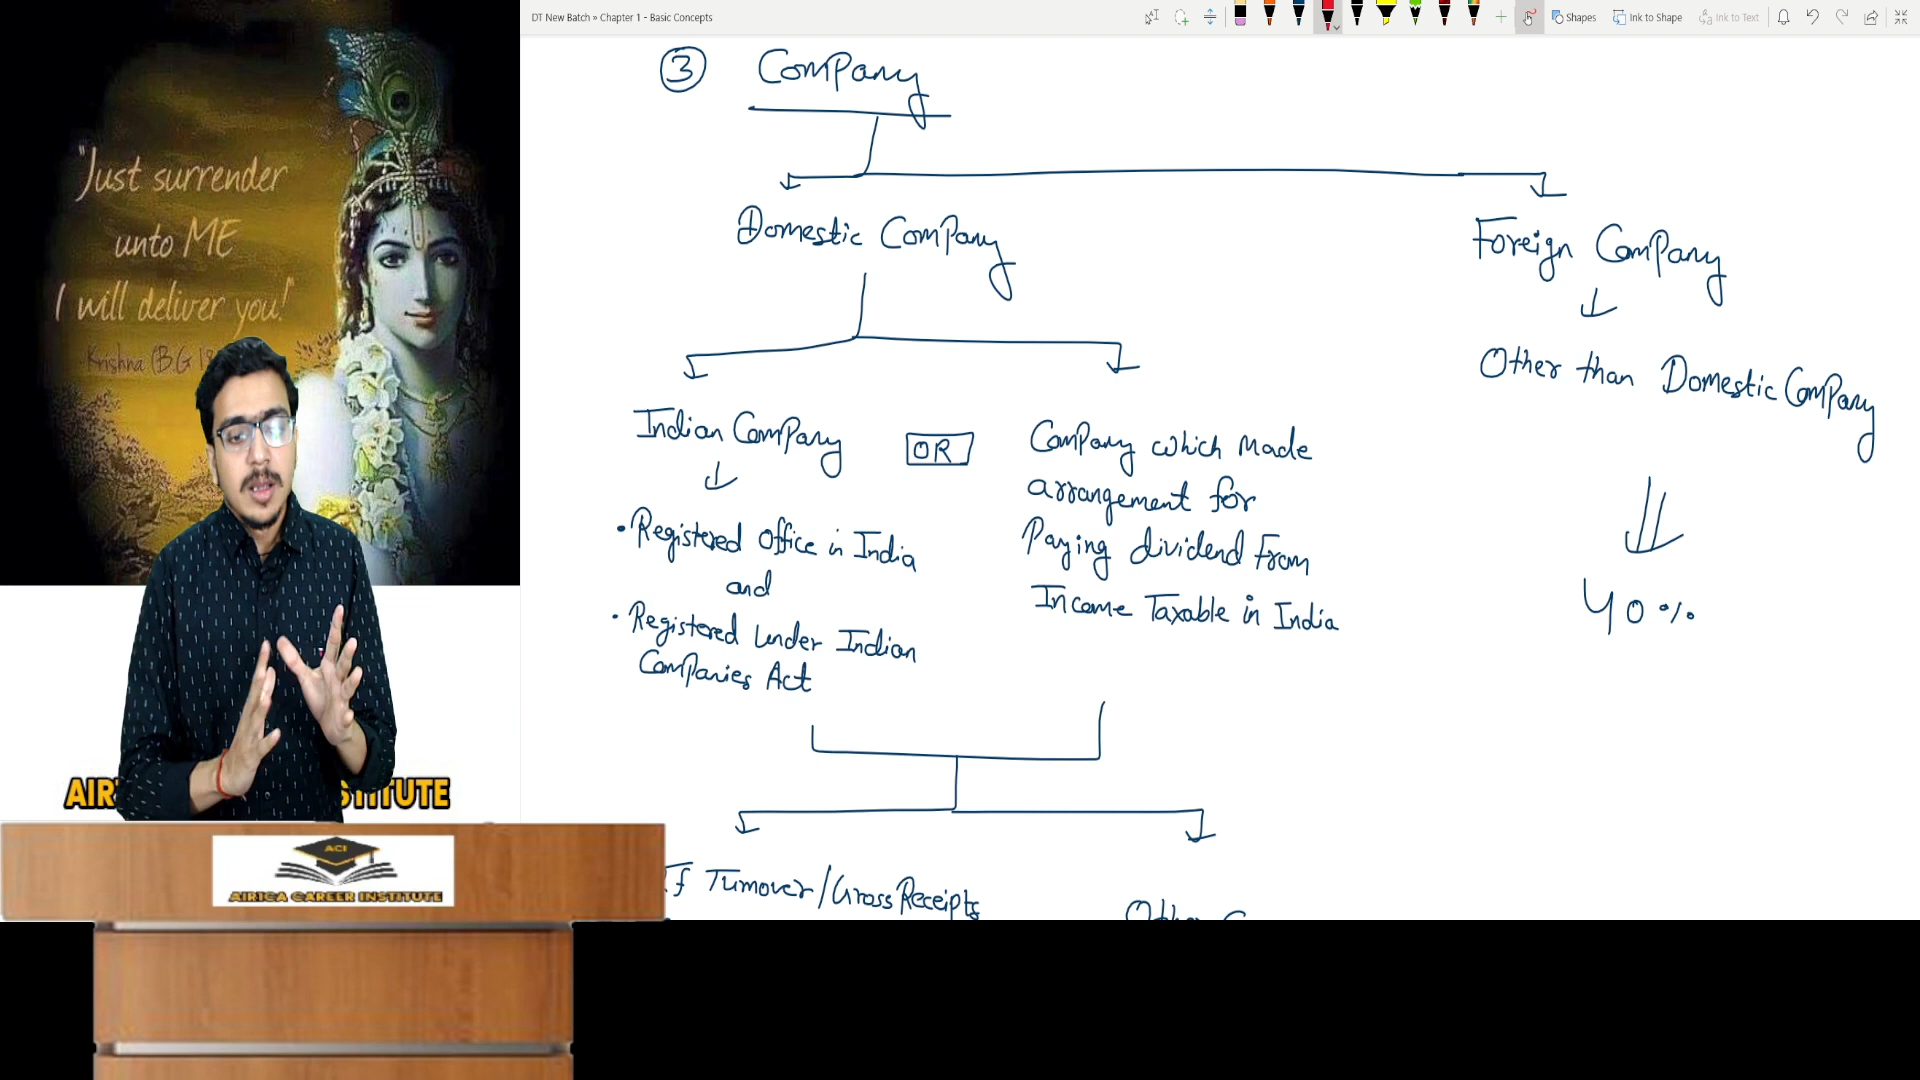 DT New Batch » Chapter 1 - Basic Concepts
Shapes
Ink to Shape
Ink to Text
"Just surrender
unto ME
I will deliver you!"
Krishna (B.G
3 Company
Domestic Company
Foreign Company
Other than Domestic Company
40%
Indian Company
OR
Company which made
arrangement for
Paying dividend from
Income Taxable in India
• Registered office in India
and
• Registered under Indian
Companies Act
If Turnover/Gross Receipts
ACI
AIRICA CAREER INSTITUTE